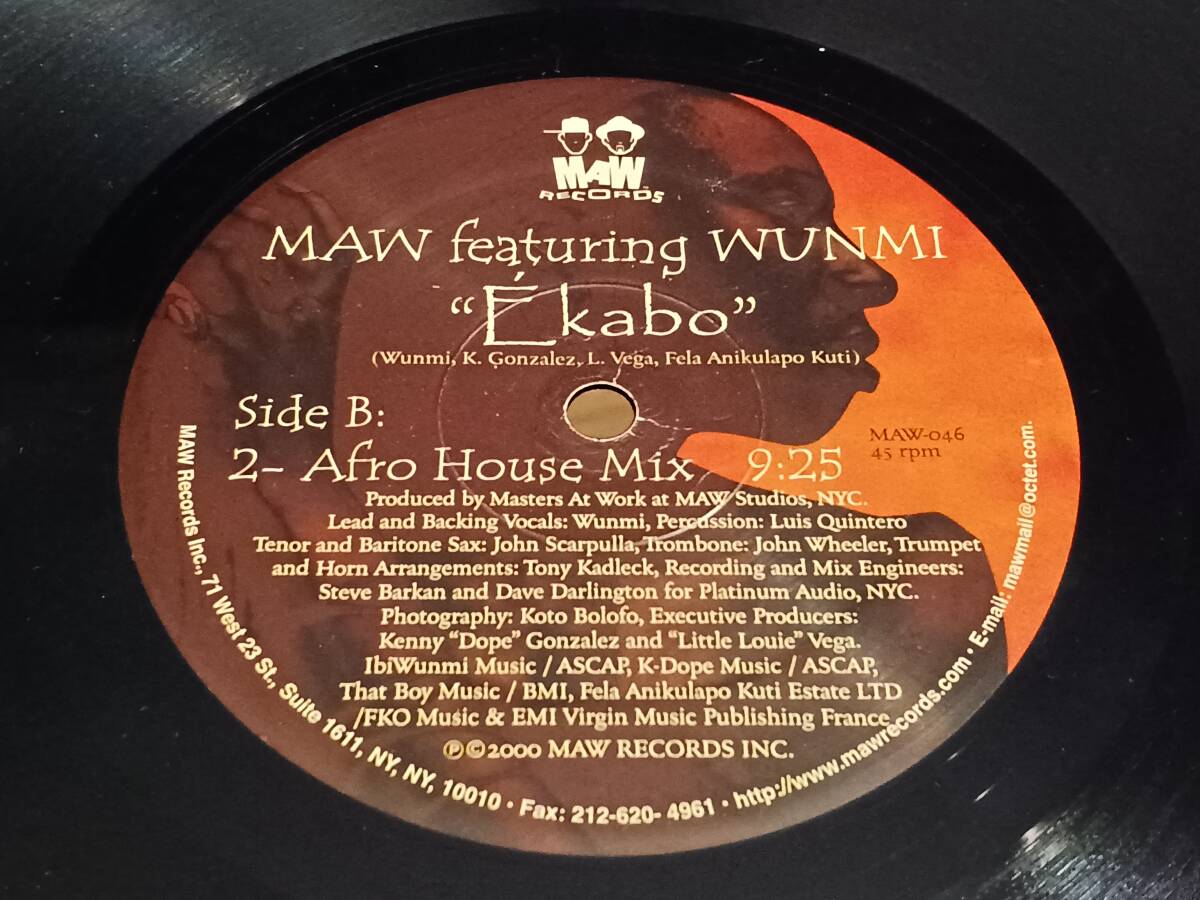 MAW
RECORDS
MAW featuring WUNMI
“Ékabo”
(Wunmi, K. Gonzalez, L. Vega, Fela Anikulapo Kuti)
Side B:
2- Afro House Mix 9:25
MAW-046
45 rpm
Produced by Masters At Work at MAW Studios, NYC.
Lead and Backing Vocals: Wunmi, Percussion: Luis Quintero
Tenor and Baritone Sax: John Scarpulla, Trombone: John Wheeler, Trumpet
and Horn Arrangements: Tony Kadleck, Recording and Mix Engineers:
Steve Barkan and Dave Darlington for Platinum Audio, NYC.
Photography: Koto Bolofo, Executive Producers:
Kenny “Dope” Gonzalez and “Little Louie” Vega.
IbiWunmi Music / ASCAP, K-Dope Music / ASCAP,
That Boy Music / BMI, Fela Anikulapo Kuti Estate LTD
/FKO Music & EMI Virgin Music Publishing France
℗©2000 MAW RECORDS INC.
MAW Records Inc., 71 West 23 St., Suite 1611, NY, NY, 10010 • Fax: 212-620- 4961 • http://www.mawrecords.com • E-mail: mawmail@octet.com.